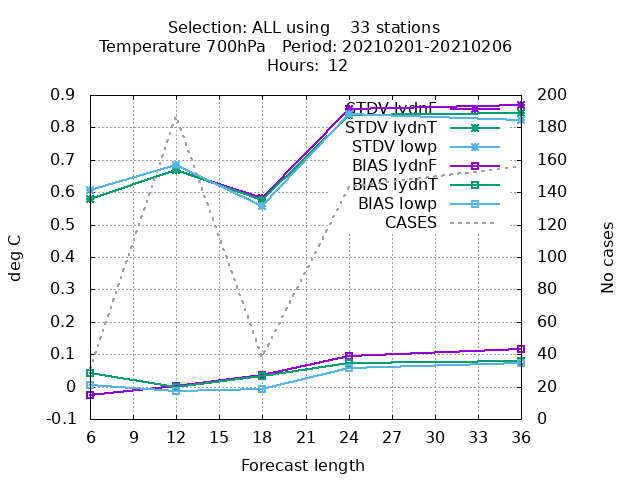 Selection: ALL using    33 stations
Temperature 700hPa   Period: 20210201-20210206
Hours: 12
0.9
0.8
0.7
0.6
0.5
0.4
0.3
0.2
0.1
0
-0.1
deg C
STDV lydnF
STDV lydnT
STDV lowp
BIAS lydnF
BIAS lydnT
BIAS lowp
CASES
200
180
160
140
120
100
80
60
40
20
0
No cases
6 9 12 15 18 21 24 27 30 33 36
Forecast length